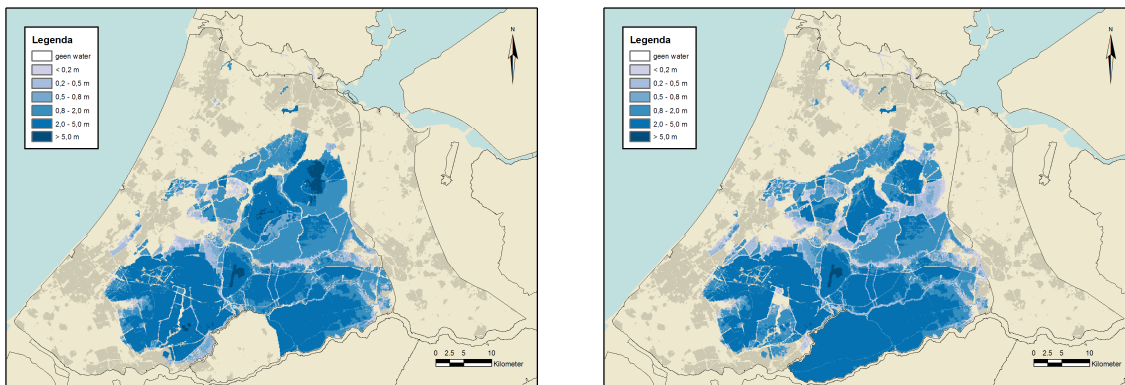 Legenda
geen water
< 0,2 m
0,2 - 0,5 m
0,5 - 0,8 m
0,8 - 2,0 m
2,0 - 5,0 m
> 5,0 m
N
0 2.5 5 10
Kilometer
Legenda
geen water
< 0,2 m
0,2 - 0,5 m
0,5 - 0,8 m
0,8 - 2,0 m
2,0 - 5,0 m
> 5,0 m
N
0 2.5 5 10
Kilometer